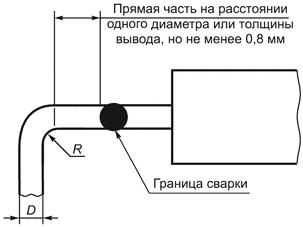 Прямая часть на расстоянии
одного диаметра или толщины
вывода, но не менее 0,8 мм
R
Граница сварки
D